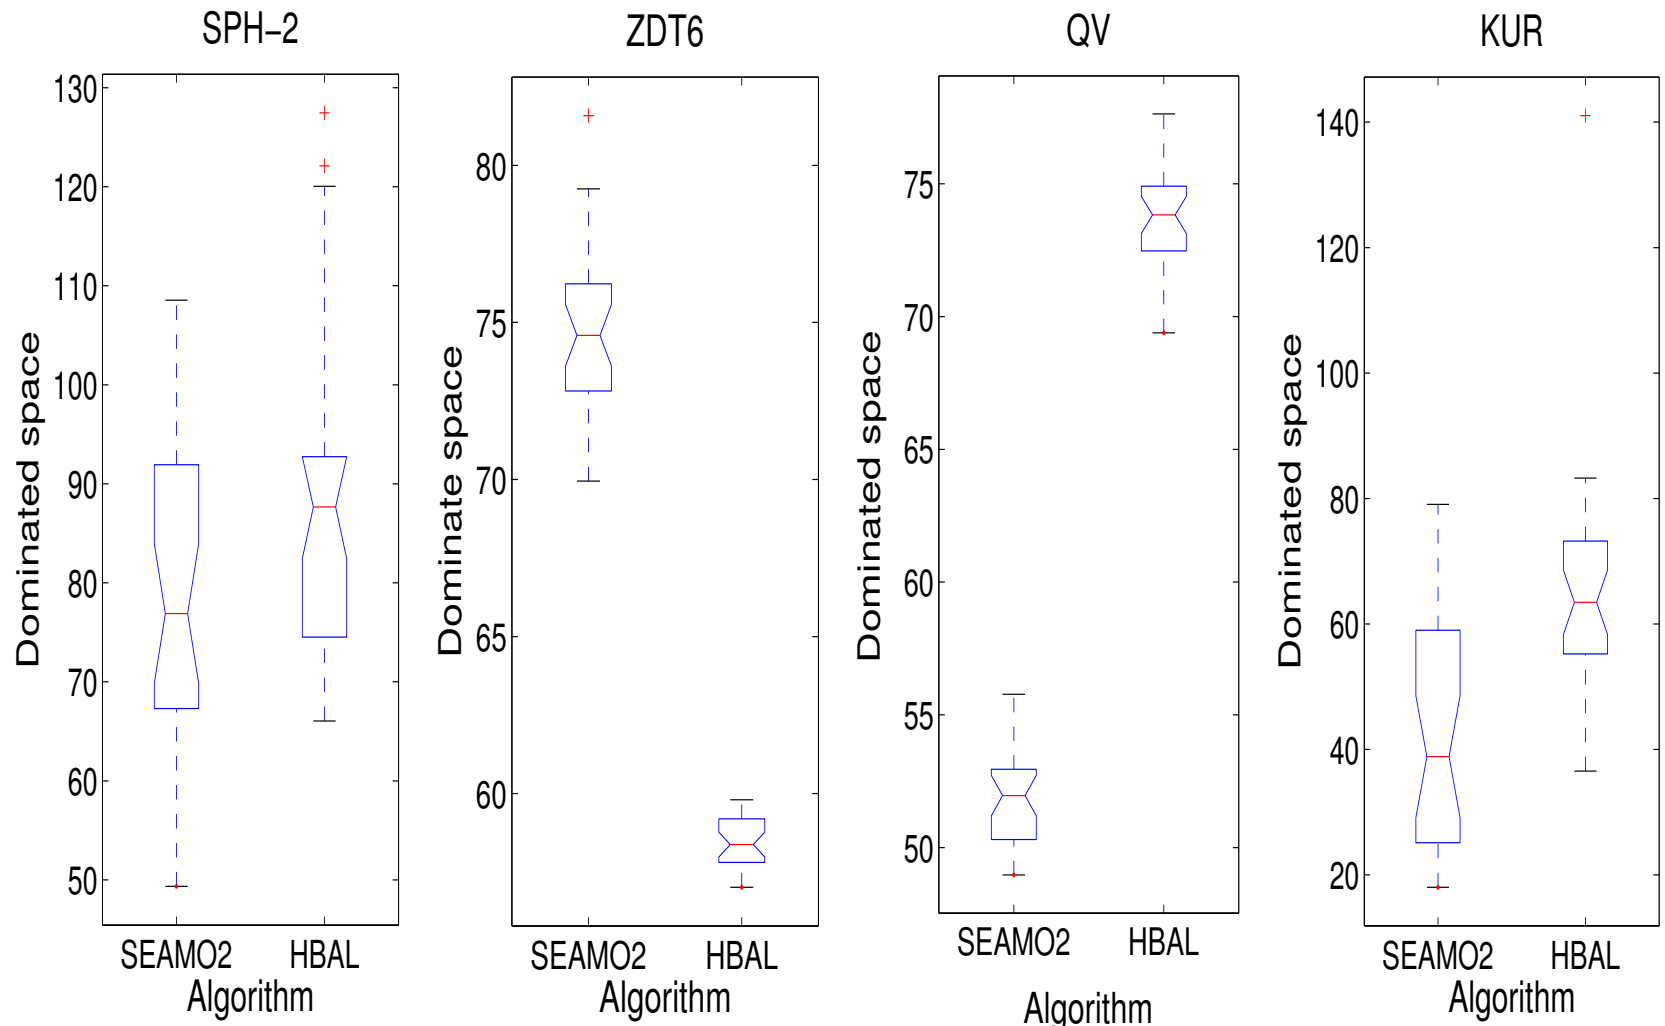 SPH-2
130
120
110
100
90
80
70
60
50
Dominated space
SEAMO2 HBAL
Algorithm
ZDT6
80
75
70
65
60
Dominate space
SEAMO2 HBAL
Algorithm
QV
75
70
65
60
55
50
Dominated space
SEAMO2 HBAL
Algorithm
KUR
140
120
100
80
60
40
20
Dominated space
SEAMO2 HBAL
Algorithm